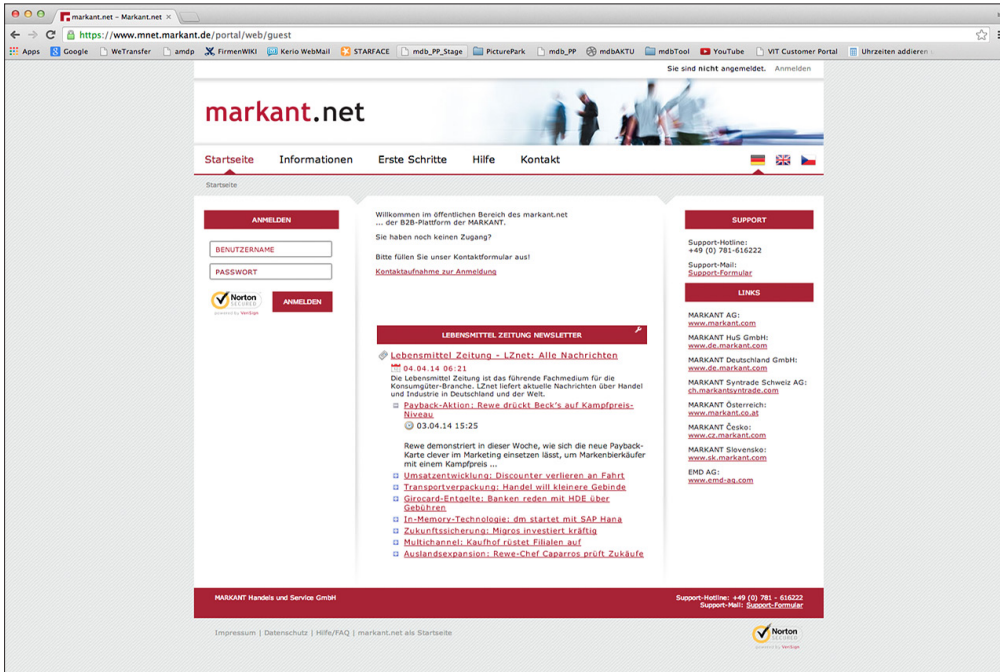 markant.net – Markant.net
https://www.mnet.markant.de/portal/web/guest
Apps Google WeTransfer amdp FirmenWIKI Kerio WebMail STARFACE mdb_PP_Stage PicturePark mdb_PP mdbAKTU mdbTool YouTube VIT Customer Portal Uhrzeiten addieren
Sie sind nicht angemeldet. Anmelden
markant.net
Startseite Informationen Erste Schritte Hilfe Kontakt
Startseite
ANMELDEN
BENUTZERNAME
PASSWORT
Norton
SECURED
powered by VeriSign
ANMELDEN
Willkommen im öffentlichen Bereich des markant.net
... der B2B-Plattform der MARKANT.
Sie haben noch keinen Zugang?
Bitte füllen Sie unser Kontaktformular aus!
Kontaktaufnahme zur Anmeldung
LEBENSMITTEL ZEITUNG NEWSLETTER
Lebensmittel Zeitung - LZnet: Alle Nachrichten
04.04.14 06:21
Die Lebensmittel Zeitung ist das führende Fachmedium für die
Konsumgüter-Branche. LZnet liefert aktuelle Nachrichten über Handel
und Industrie in Deutschland und der Welt.
Payback-Aktion: Rewe drückt Beck's auf Kampfpreis-
Niveau
03.04.14 15:25
Rewe demonstriert in dieser Woche, wie sich die neue Payback-
Karte clever im Marketing einsetzen lässt, um Markenbierkäufer
mit einem Kampfpreis ...
Umsatzentwicklung: Discounter verlieren an Fahrt
Transportverpackung: Handel will kleinere Gebinde
Girocard-Entgelte: Banken reden mit HDE über
Gebühren
In-Memory-Technologie: dm startet mit SAP Hana
Zukunftssicherung: Migros investiert kräftig
Multichannel: Kaufhof rüstet Filialen auf
Auslandsexpansion: Rewe-Chef Caparros prüft Zukäufe
SUPPORT
Support-Hotline:
+49 (0) 781-616222
Support-Mail:
Support-Formular
LINKS
MARKANT AG:
www.markant.com
MARKANT HuS GmbH:
www.de.markant.com
MARKANT Deutschland GmbH:
www.de.markant.com
MARKANT Syntrade Schweiz AG:
ch.markantsyntrade.com
MARKANT Österreich:
www.markant.co.at
MARKANT Česko:
www.cz.markant.com
MARKANT Slovensko:
www.sk.markant.com
EMD AG:
www.emd-ag.com
MARKANT Handels und Service GmbH
Support-Hotline: +49 (0) 781 - 616222
Support-Mail: Support-Formular
Impressum | Datenschutz | Hilfe/FAQ | markant.net als Startseite
Norton
SECURED
powered by VeriSign